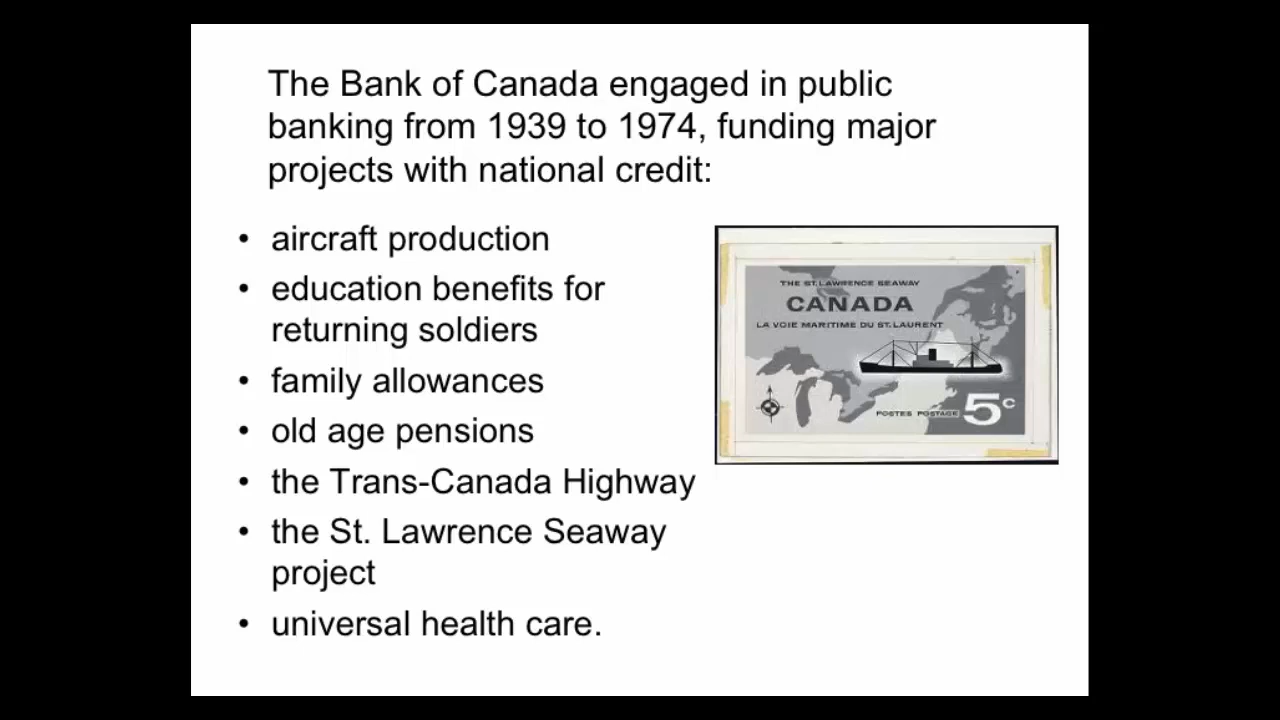 The Bank of Canada engaged in public
banking from 1939 to 1974, funding major
projects with national credit:
• aircraft production
• education benefits for
returning soldiers
• family allowances
• old age pensions
• the Trans-Canada Highway
• the St. Lawrence Seaway
project
• universal health care.
THE ST. LAWRENCE SEAWAY
CANADA
LA VOIE MARITIME DU ST. LAURENT
POSTES POSTAGE 5c